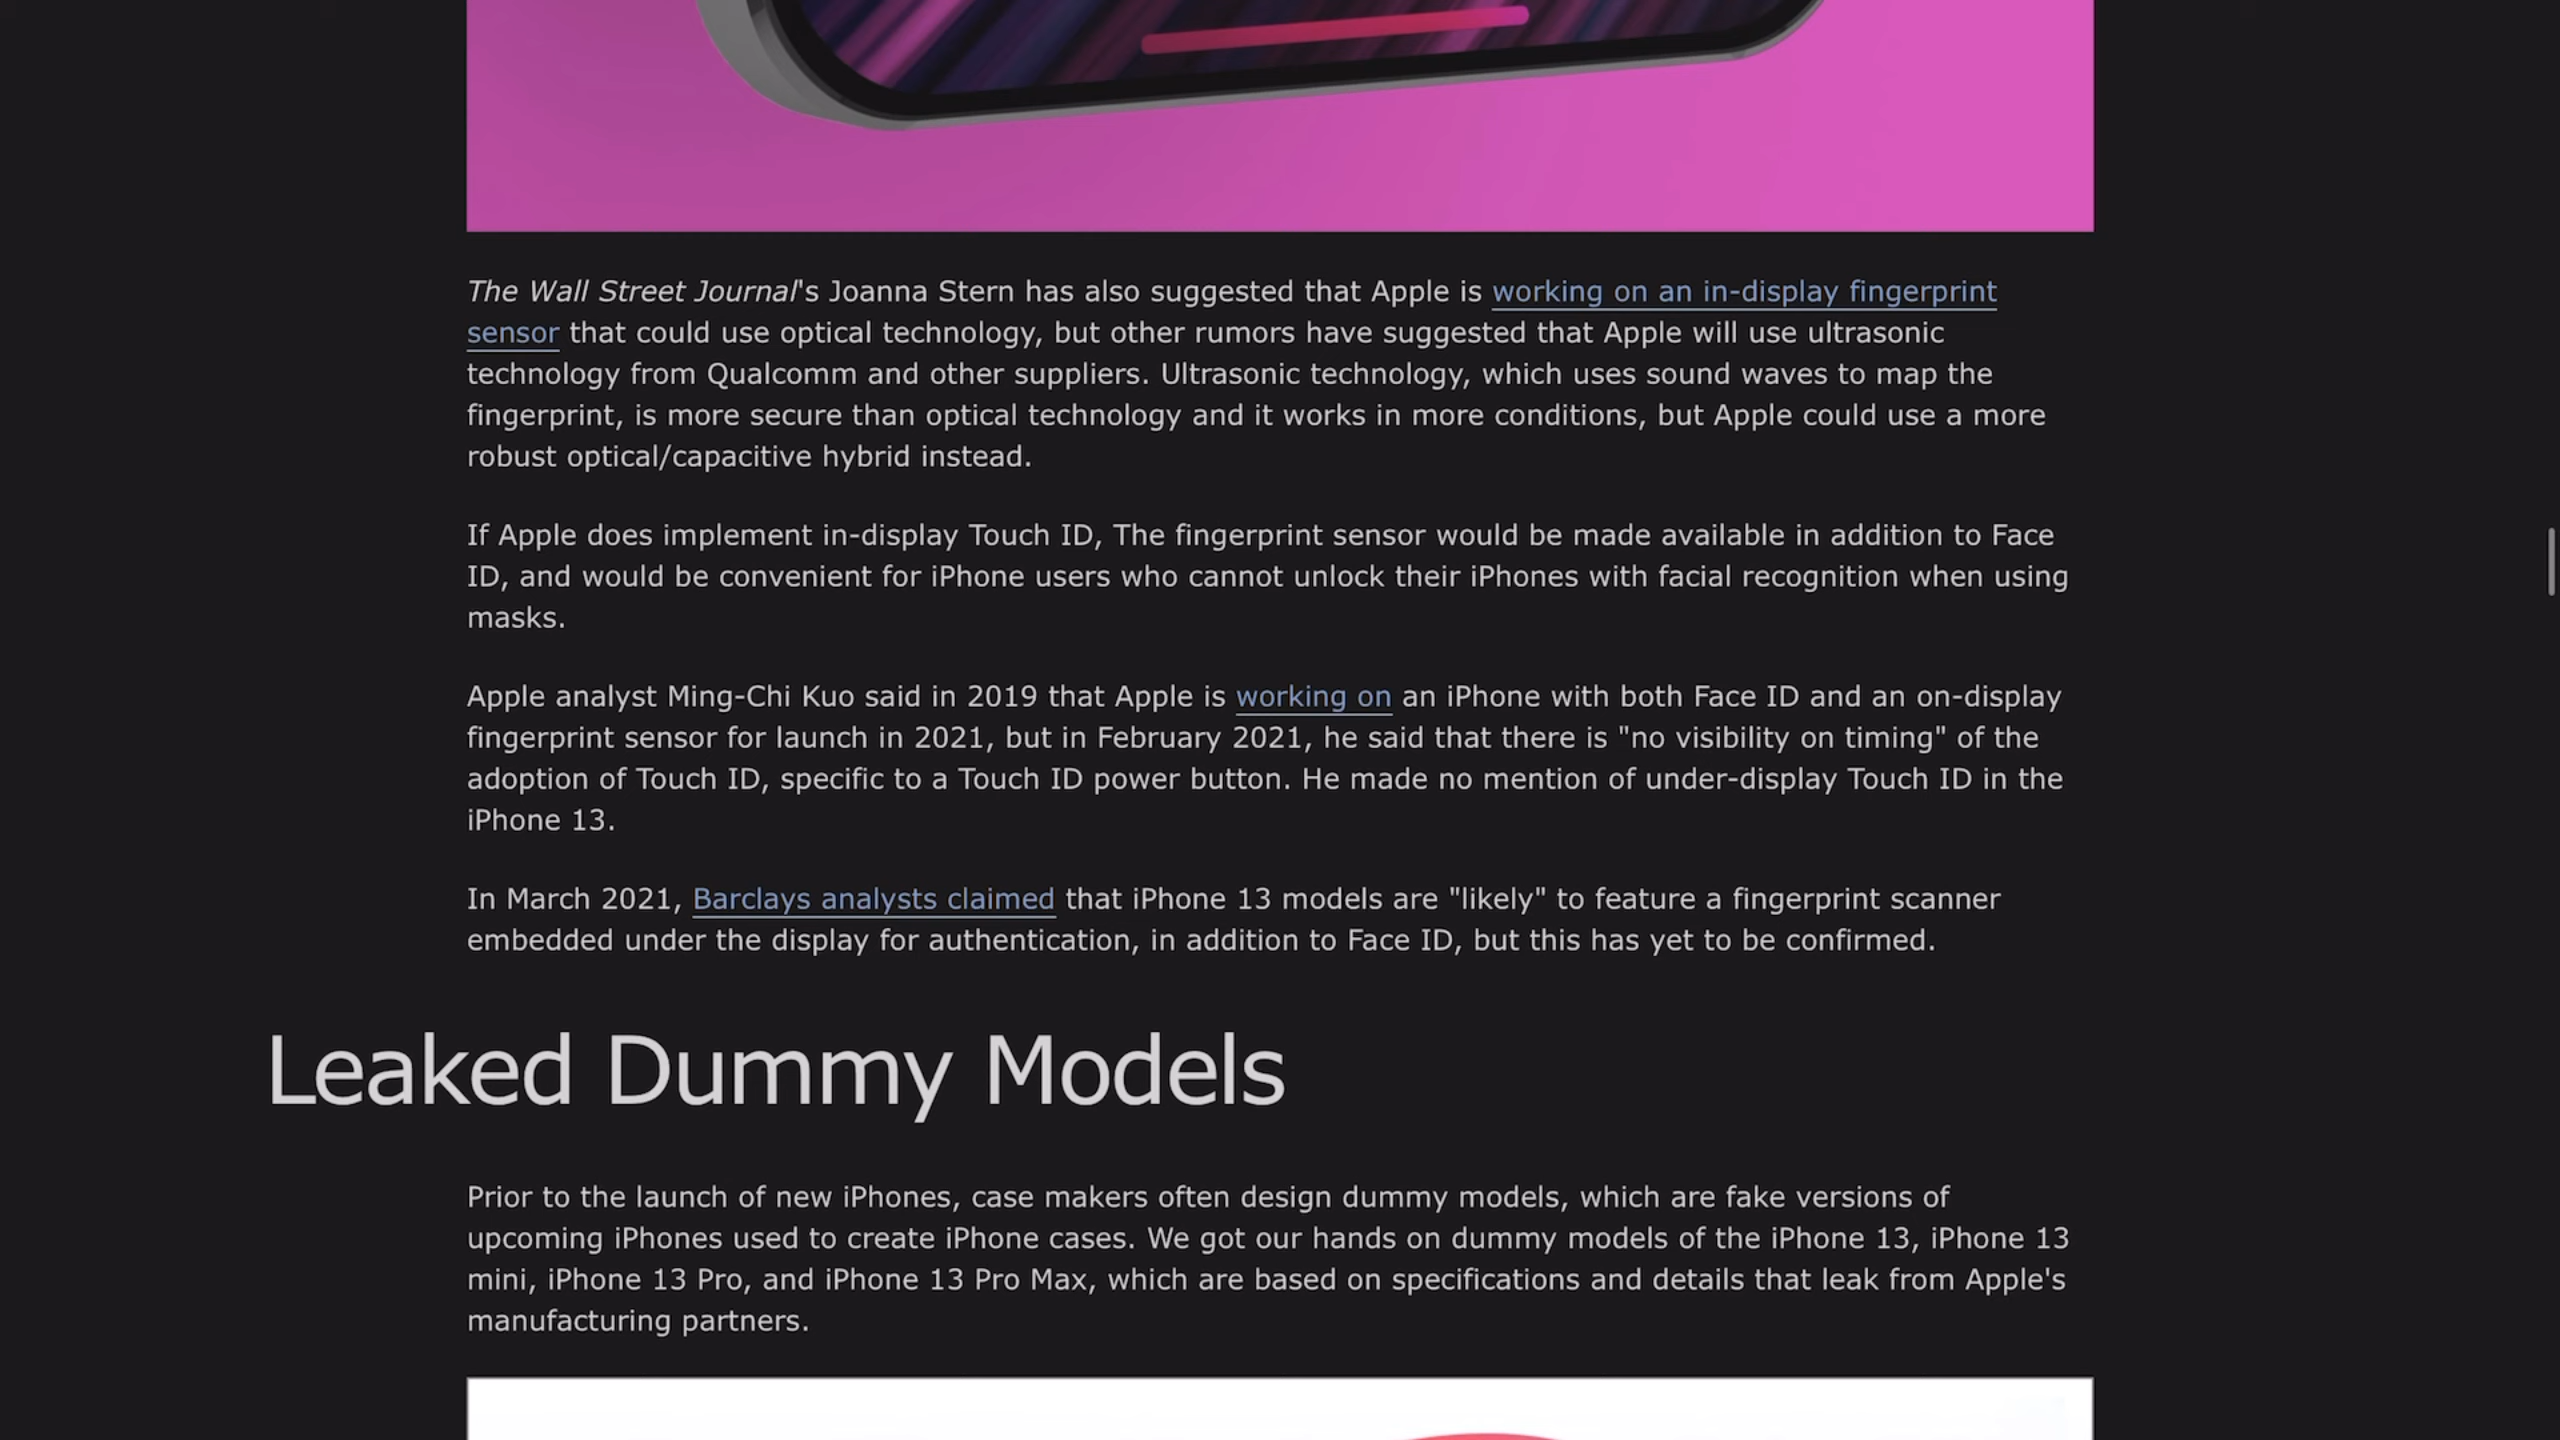 The Wall Street Journal's Joanna Stern has also suggested that Apple is working on an in-display fingerprint
sensor that could use optical technology, but other rumors have suggested that Apple will use ultrasonic
technology from Qualcomm and other suppliers. Ultrasonic technology, which uses sound waves to map the
fingerprint, is more secure than optical technology and it works in more conditions, but Apple could use a more
robust optical/capacitive hybrid instead.
If Apple does implement in-display Touch ID, The fingerprint sensor would be made available in addition to Face
ID, and would be convenient for iPhone users who cannot unlock their iPhones with facial recognition when using
masks.
Apple analyst Ming-Chi Kuo said in 2019 that Apple is working on an iPhone with both Face ID and an on-display
fingerprint sensor for launch in 2021, but in February 2021, he said that there is "no visibility on timing" of the
adoption of Touch ID, specific to a Touch ID power button. He made no mention of under-display Touch ID in the
iPhone 13.
In March 2021, Barclays analysts claimed that iPhone 13 models are "likely" to feature a fingerprint scanner
embedded under the display for authentication, in addition to Face ID, but this has yet to be confirmed.
Leaked Dummy Models
Prior to the launch of new iPhones, case makers often design dummy models, which are fake versions of
upcoming iPhones used to create iPhone cases. We got our hands on dummy models of the iPhone 13, iPhone 13
mini, iPhone 13 Pro, and iPhone 13 Pro Max, which are based on specifications and details that leak from Apple's
manufacturing partners.